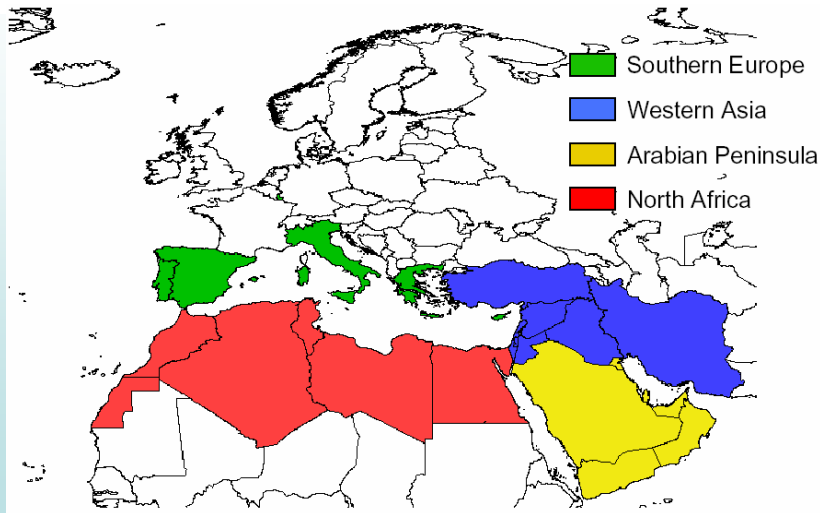 Southern Europe
Western Asia
Arabian Peninsula
North Africa